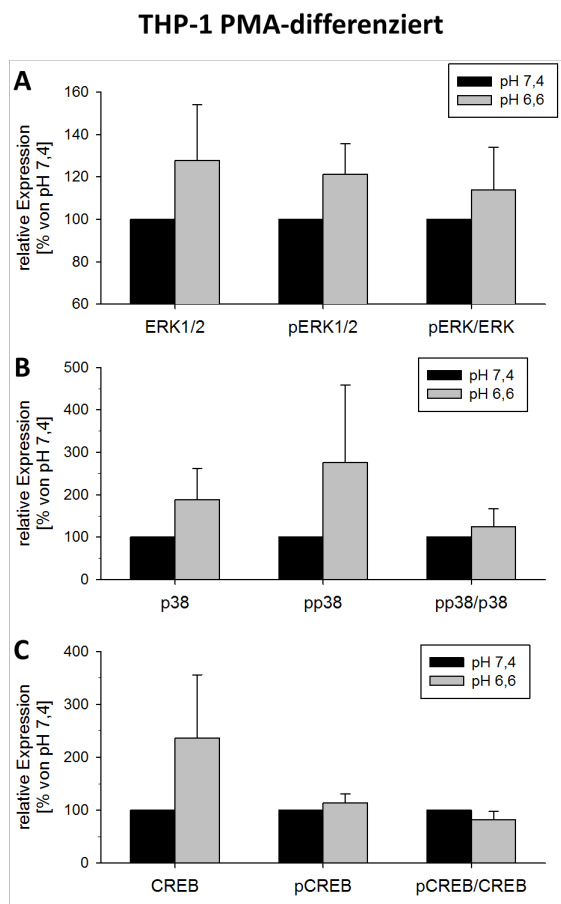 THP-1 PMA-differenziert
A
pH 7,4
pH 6,6
relative Expression
[% von pH 7,4]
160
140
120
100
80
60
ERK1/2
pERK1/2
pERK/ERK
B
pH 7,4
pH 6,6
relative Expression
[% von pH 7,4]
500
400
300
200
100
0
p38
pp38
pp38/p38
C
pH 7,4
pH 6,6
relative Expression
[% von pH 7,4]
400
300
200
100
0
CREB
pCREB
pCREB/CREB